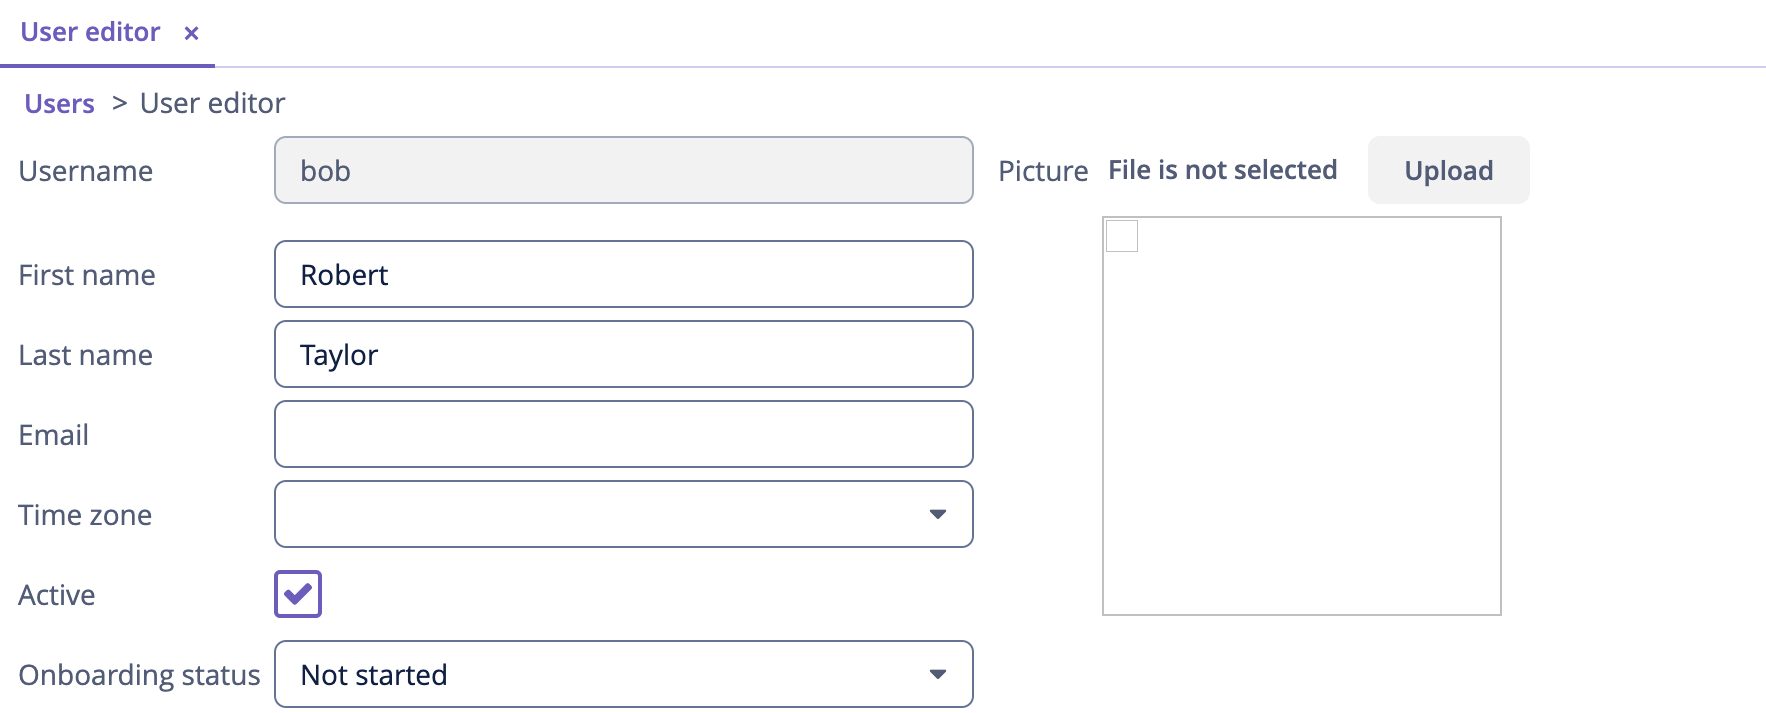 User editor ×
Users > User editor
Username bob Picture File is not selected Upload
First name Robert
Last name Taylor
Email
Time zone
Active
Onboarding status Not started